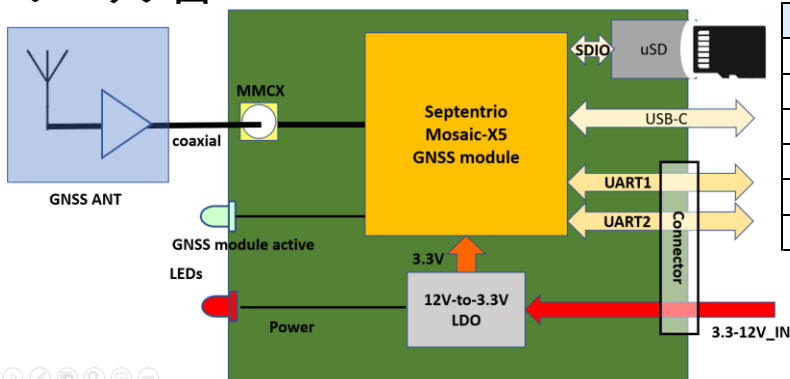 MMCX
SDIO
uSD
Septentrio
Mosaic-X5
GNSS module
USB-C
coaxial
UART1
GNSS ANT
UART2
Connector
GNSS module active
3.3V
LEDs
12V-to-3.3V
LDO
Power
3.3-12V_IN